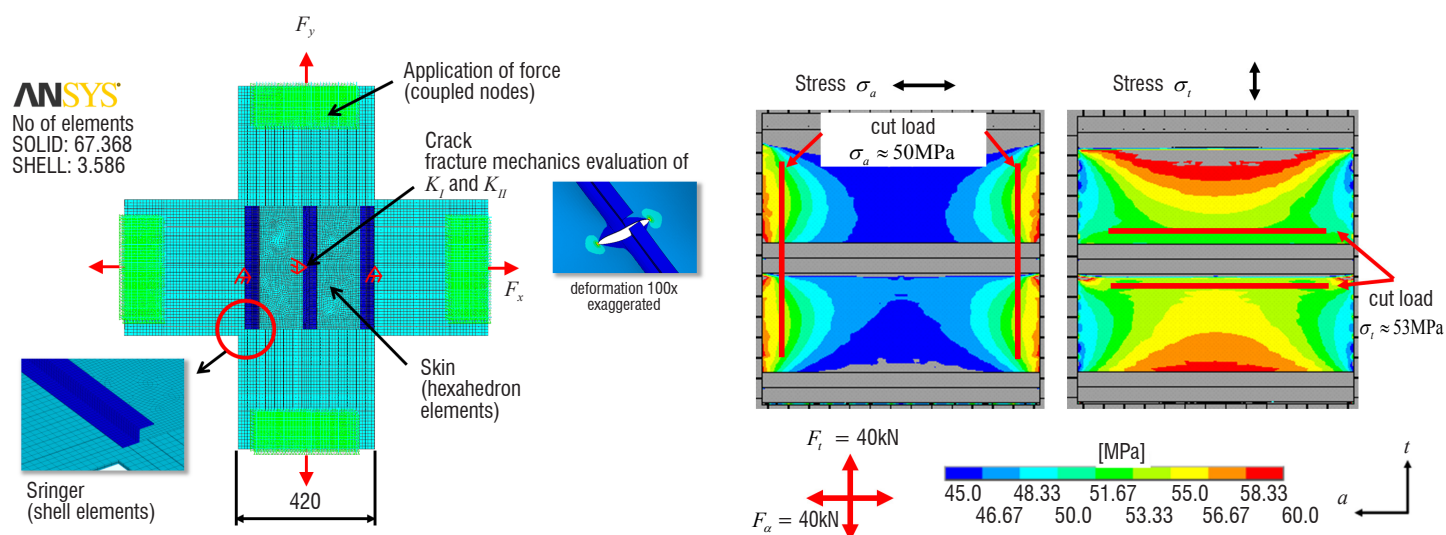 F_y
ANSYS
No of elements
SOLID: 67.368
SHELL: 3.586
Application of force
(coupled nodes)
Crack
fracture mechanics evaluation of
K_I and K_II
deformation 100x
exaggerated
F_x
Skin
(hexahedron
elements)
Sringer
(shell elements)
420
Stress σ_a
Stress σ_t
cut load
σ_a ≈ 50MPa
cut load
σ_t ≈ 53MPa
F_t = 40kN
F_α = 40kN
[MPa]
45.0 48.33 51.67 55.0 58.33
46.67 50.0 53.33 56.67 60.0
t
a